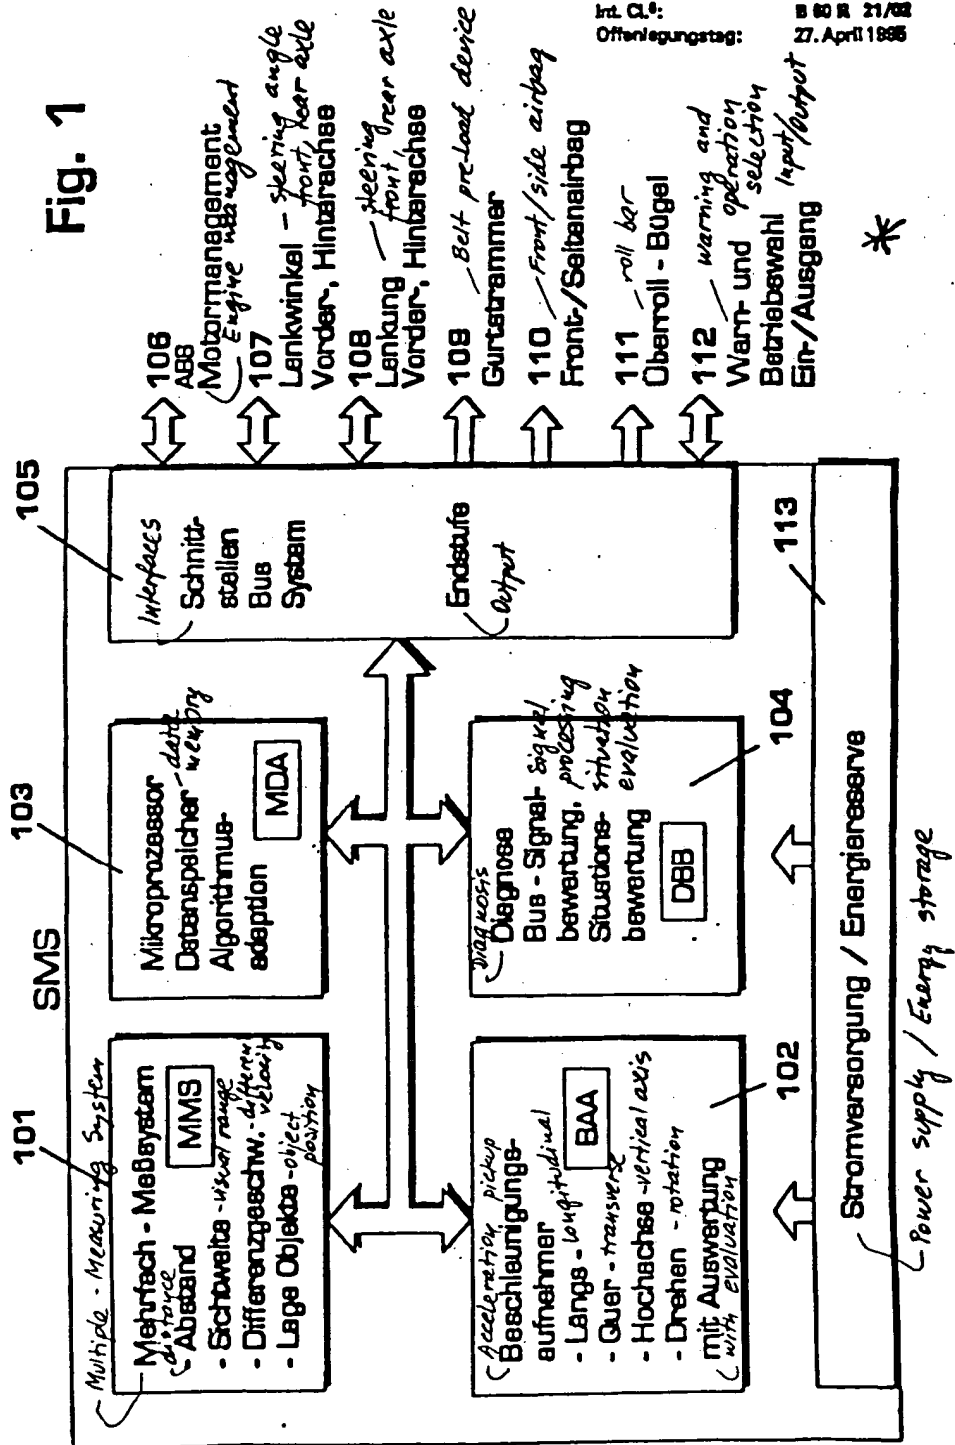 Int. Cl.⁶: B 60 R 21/02
Offenlegungstag: 27. April 1995
Fig. 1
SMS
101
Multiple - Measuring System
Mehrfach - Meßsystem
distance
- Abstand
MMS
- Sichtweite - visual range
- Differenzgeschw. - differen velocity
- Lage Objekte - object position
103
Mikroprozessor
Datenspeicher - data memory
Algorithmus-
adaption
MDA
105
Interfaces
Schnitt-
stellen
Bus
System
Endstufe
Output
Acceleration pickup
Beschleunigungs-
aufnehmer
BAA
- Längs - longitudinal
- Quer - transverse
- Hochachse - vertical axis
- Drehen - rotation
mit Auswertung
with evaluation
102
Diagnosis
Diagnose
Bus - Signal- signal
bewertung, processing
Situations- situation
bewertung evaluation
DBB
104
Stromversorgung / Energiereserve
113
Power supply / Energy storage
106
ABS
Motormanagement
Engine management
107
Lenkwinkel - steering angle
Vorder-, Hinterachse front, rear axle
108
Lenkung - steering
Vorder-, Hinterachse front, rear axle
109
Gurtstrammer
Belt pre-load device
110
Front-/Seitenairbag
Front/side airbag
111
Überroll - Bügel
roll bar
112
Warn- und
Betriebswahl
Ein-/Ausgang
warning and
operation
selection
Input/Output
*